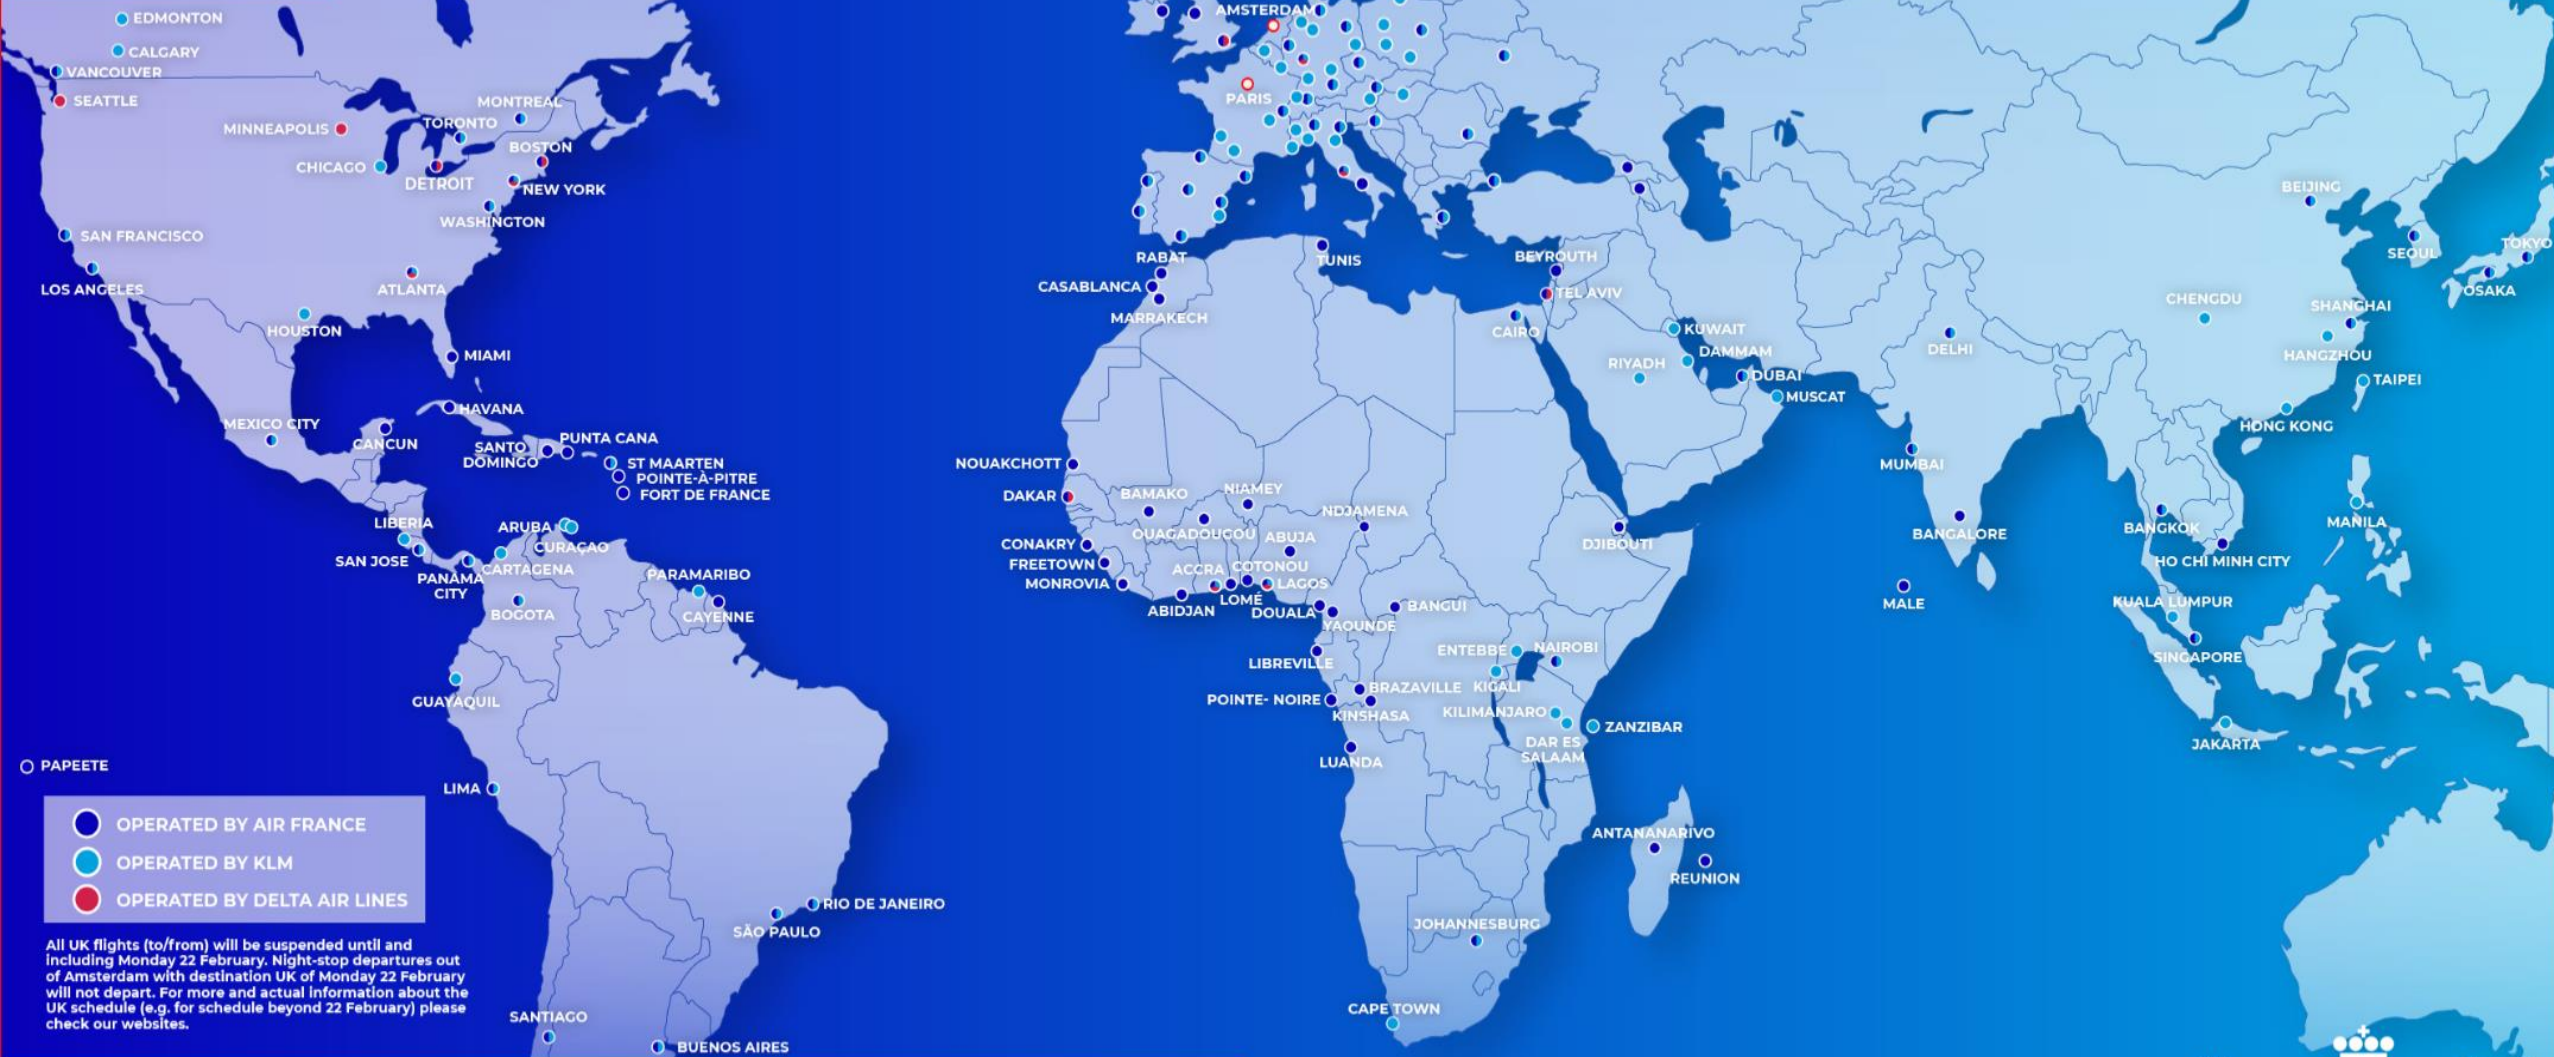 EDMONTON
CALGARY
VANCOUVER
SEATTLE
MINNEAPOLIS
MONTREAL
TORONTO
BOSTON
CHICAGO
DETROIT
NEW YORK
WASHINGTON
SAN FRANCISCO
LOS ANGELES
ATLANTA
HOUSTON
MIAMI
HAVANA
MEXICO CITY
CANCUN
SANTO
DOMINGO
PUNTA CANA
ST MAARTEN
POINTE-À-PITRE
FORT DE FRANCE
LIBERIA
ARUBA
CURAÇAO
SAN JOSE
PANAMA
CITY
CARTAGENA
BOGOTA
PARAMARIBO
CAYENNE
GUAYAQUIL
PAPEETE
LIMA
RIO DE JANEIRO
SÃO PAULO
SANTIAGO
BUENOS AIRES
AMSTERDAM
PARIS
RABAT
CASABLANCA
MARRAKECH
TUNIS
BEYROUTH
TEL AVIV
CAIRO
KUWAIT
DAMMAM
RIYADH
DUBAI
MUSCAT
NOUAKCHOTT
DAKAR
BAMAKO
NIAMEY
OUAGADOUGOU
NDJAMENA
ABUJA
DJIBOUTI
CONAKRY
FREETOWN
MONROVIA
ACCRA
COTONOU
LAGOS
ABIDJAN
LOMÉ
DOUALA
YAOUNDE
BANGUI
LIBREVILLE
ENTEBBE
NAIROBI
KIGALI
POINTE- NOIRE
BRAZAVILLE
KINSHASA
KILIMANJARO
ZANZIBAR
DAR ES
SALAAM
LUANDA
ANTANANARIVO
REUNION
JOHANNESBURG
CAPE TOWN
BEIJING
SEOUL
TOKYO
OSAKA
CHENGDU
SHANGHAI
HANGZHOU
TAIPEI
HONG KONG
DELHI
MUMBAI
BANGALORE
MALE
BANGKOK
MANILA
HO CHI MINH CITY
KUALA LUMPUR
SINGAPORE
JAKARTA
OPERATED BY AIR FRANCE
OPERATED BY KLM
OPERATED BY DELTA AIR LINES
All UK flights (to/from) will be suspended until and
including Monday 22 February. Night-stop departures out
of Amsterdam with destination UK of Monday 22 February
will not depart. For more and actual information about the
UK schedule (e.g. for schedule beyond 22 February) please
check our websites.